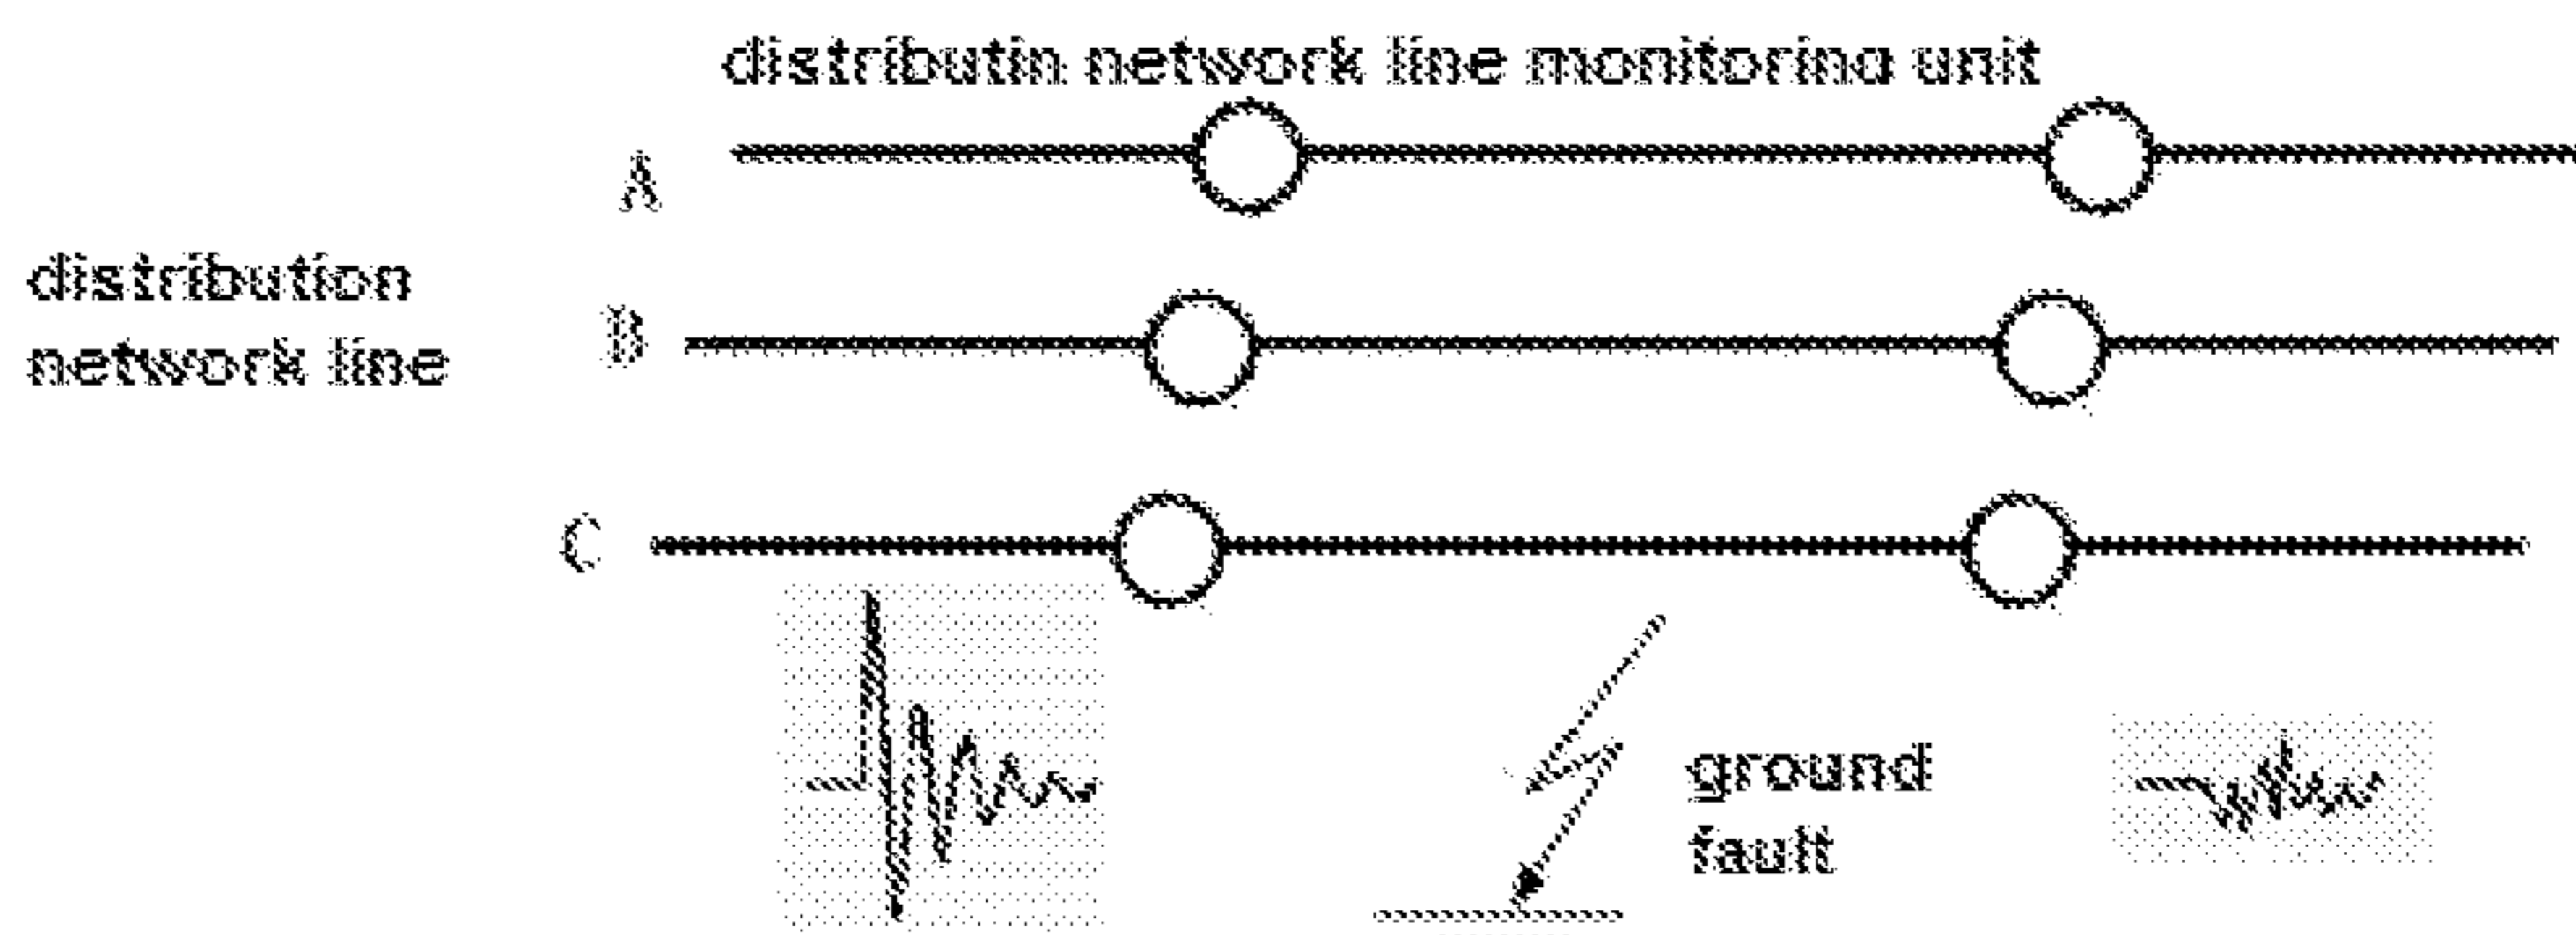 distributin network line monitoring unit
A
distribution
network line
B
C
ground
fault